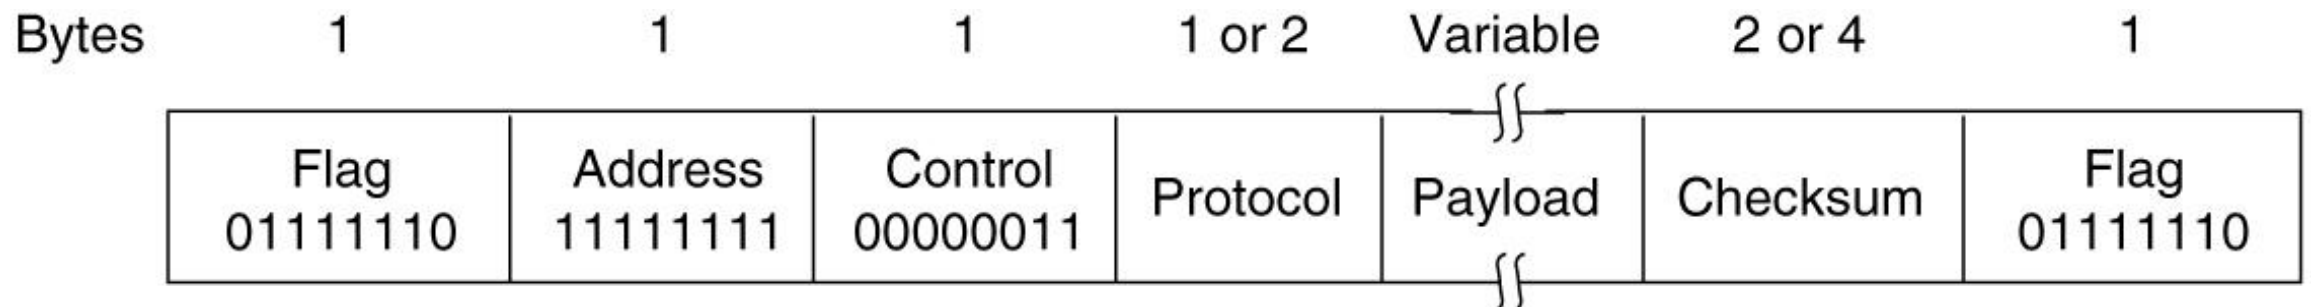 Bytes 1 1 1 1 or 2 Variable 2 or 4 1
Flag Address Control Protocol Payload Checksum Flag
01111110 11111111 00000011 01111110